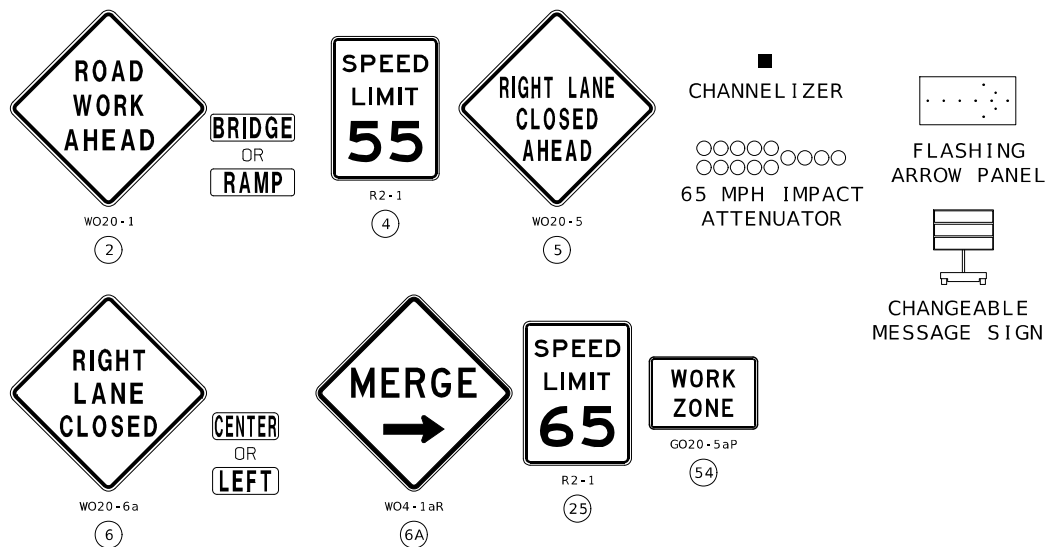 ROAD
WORK
AHEAD
BRIDGE
OR
RAMP
WO20-1
2
SPEED
LIMIT
55
R2-1
4
RIGHT LANE
CLOSED
AHEAD
WO20-5
5
CHANNELIZER
65 MPH IMPACT
ATTENUATOR
FLASHING
ARROW PANEL
CHANGEABLE
MESSAGE SIGN
RIGHT
LANE
CLOSED
CENTER
OR
LEFT
WO20-6a
6
MERGE
WO4-1aR
6A
SPEED
LIMIT
65
R2-1
25
WORK
ZONE
GO20-5aP
54